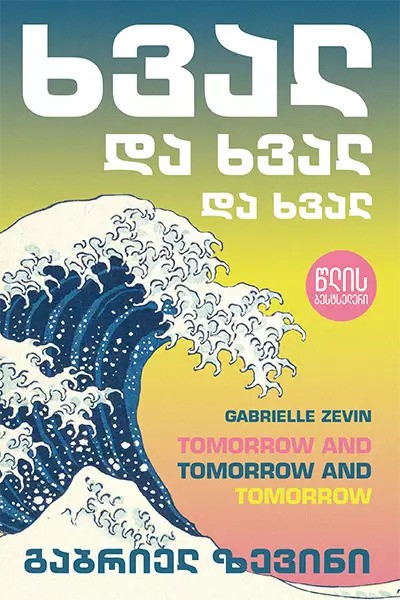 ხვალ
და ხვალ
და ხვალ
წლის
ბესტსელერი
GABRIELLE ZEVIN
TOMORROW AND
TOMORROW AND
TOMORROW
გაბრიელ ზევინი